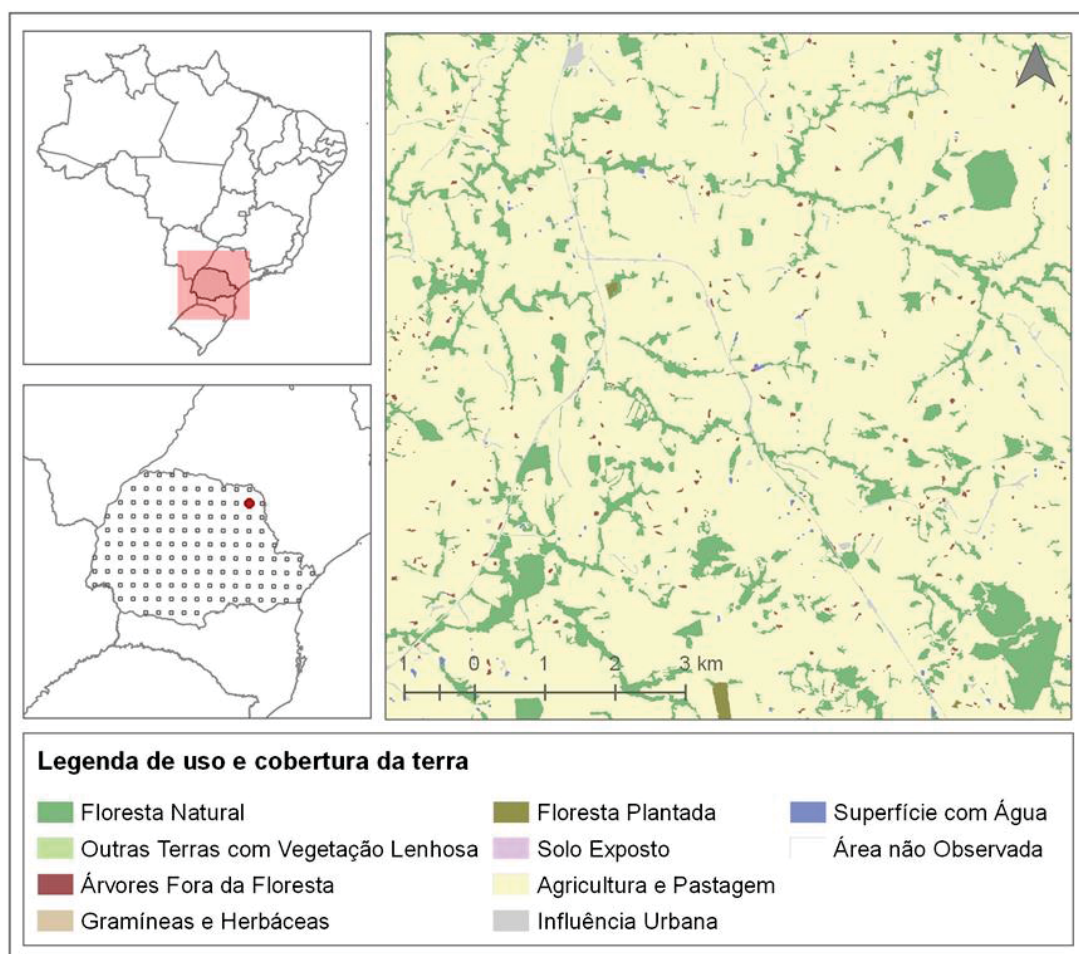 1 0 1 2 3 km
Legenda de uso e cobertura da terra
Floresta Natural
Outras Terras com Vegetação Lenhosa
Árvores Fora da Floresta
Gramíneas e Herbáceas
Floresta Plantada
Solo Exposto
Agricultura e Pastagem
Influência Urbana
Superfície com Água
Área não Observada